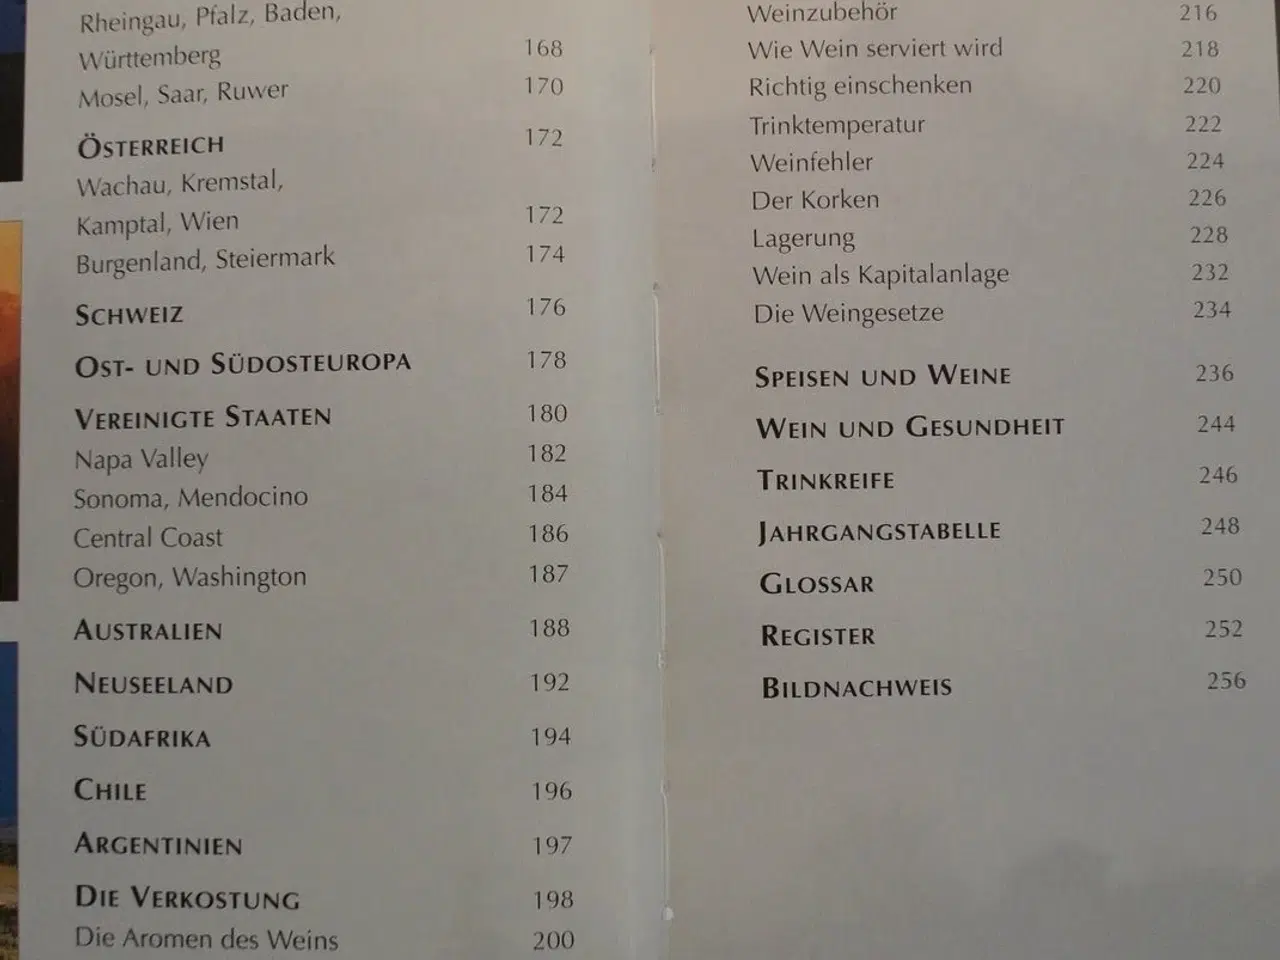 Rheingau, Pfalz, Baden,
Württemberg 168
Mosel, Saar, Ruwer 170
ÖSTERREICH 172
Wachau, Kremstal,
Kamptal, Wien 172
Burgenland, Steiermark 174
SCHWEIZ 176
OST- UND SÜDOSTEUROPA 178
VEREINIGTE STAATEN 180
Napa Valley 182
Sonoma, Mendocino 184
Central Coast 186
Oregon, Washington 187
AUSTRALIEN 188
NEUSEELAND 192
SÜDAFRIKA 194
CHILE 196
ARGENTINIEN 197
DIE VERKOSTUNG 198
Die Aromen des Weins 200
Weinzubehör 216
Wie Wein serviert wird 218
Richtig einschenken 220
Trinktemperatur 222
Weinfehler 224
Der Korken 226
Lagerung 228
Wein als Kapitalanlage 232
Die Weingesetze 234
SPEISEN UND WEINE 236
WEIN UND GESUNDHEIT 244
TRINKREIFE 246
JAHRGANGSTABELLE 248
GLOSSAR 250
REGISTER 252
BILDNACHWEIS 256